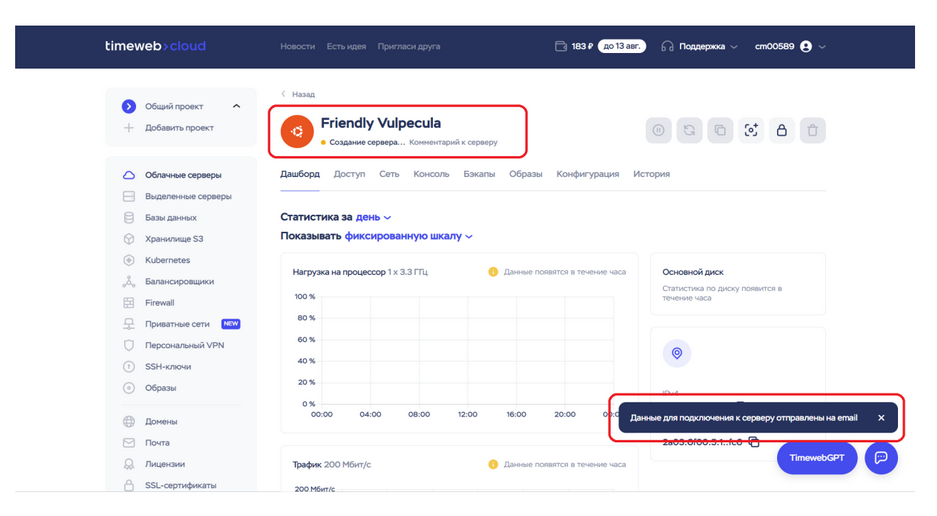 timeweb>cloud
Новости Есть идея Пригласи друга
183 ₽ до 13 авг. Поддержка cm00589
Общий проект
Добавить проект
Облачные серверы
Выделенные серверы
Базы данных
Хранилище S3
Kubernetes
Балансировщики
Firewall
Приватные сети NEW
Персональный VPN
SSH-ключи
Образы
Домены
Почта
Лицензии
SSL-сертификаты
Назад
Friendly Vulpecula
Создание сервера... Комментарий к серверу
Дашборд Доступ Сеть Консоль Бэкапы Образы Конфигурация История
Статистика за день
Показывать фиксированную шкалу
Нагрузка на процессор 1 x 3.3 ГГц Данные появятся в течение часа
100 %
80 %
60 %
40 %
20 %
0 %
00:00 04:00 08:00 12:00 16:00 20:00
Трафик 200 Мбит/с Данные появятся в течение часа
200 Мбит/с
Основной диск
Статистика по диску появится в
течение часа
Данные для подключения к серверу отправлены на email
TimewebGPT